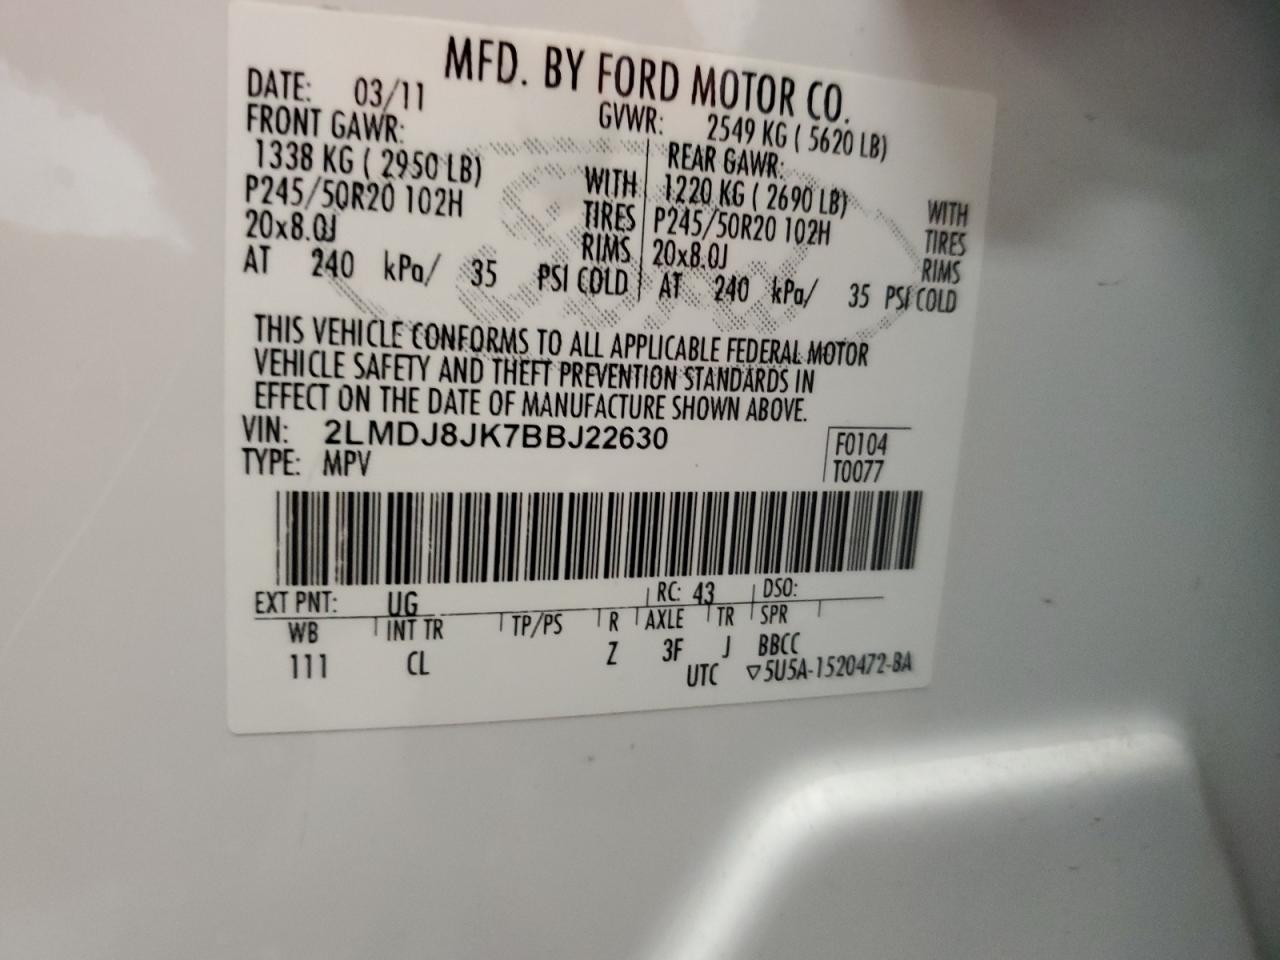 MFD. BY FORD MOTOR CO.
DATE: 03/11 GVWR: 2549 KG ( 5620 LB)
FRONT GAWR: REAR GAWR:
1338 KG ( 2950 LB) WITH 1220 KG ( 2690 LB) WITH
P245/50R20 102H TIRES P245/50R20 102H TIRES
20x8.0J RIMS 20x8.0J RIMS
AT 240 kPa/ 35 PSI COLD AT 240 kPa/ 35 PSI COLD
THIS VEHICLE CONFORMS TO ALL APPLICABLE FEDERAL MOTOR
VEHICLE SAFETY AND THEFT PREVENTION STANDARDS IN
EFFECT ON THE DATE OF MANUFACTURE SHOWN ABOVE.
VIN: 2LMDJ8JK7BBJ22630 F0104
TYPE: MPV T0077
EXT PNT: UG RC: 43 DSO:
WB INT TR TP/PS R AXLE TR SPR
111 CL Z 3F J BBCC
UTC ▽5U5A-1520472-BA